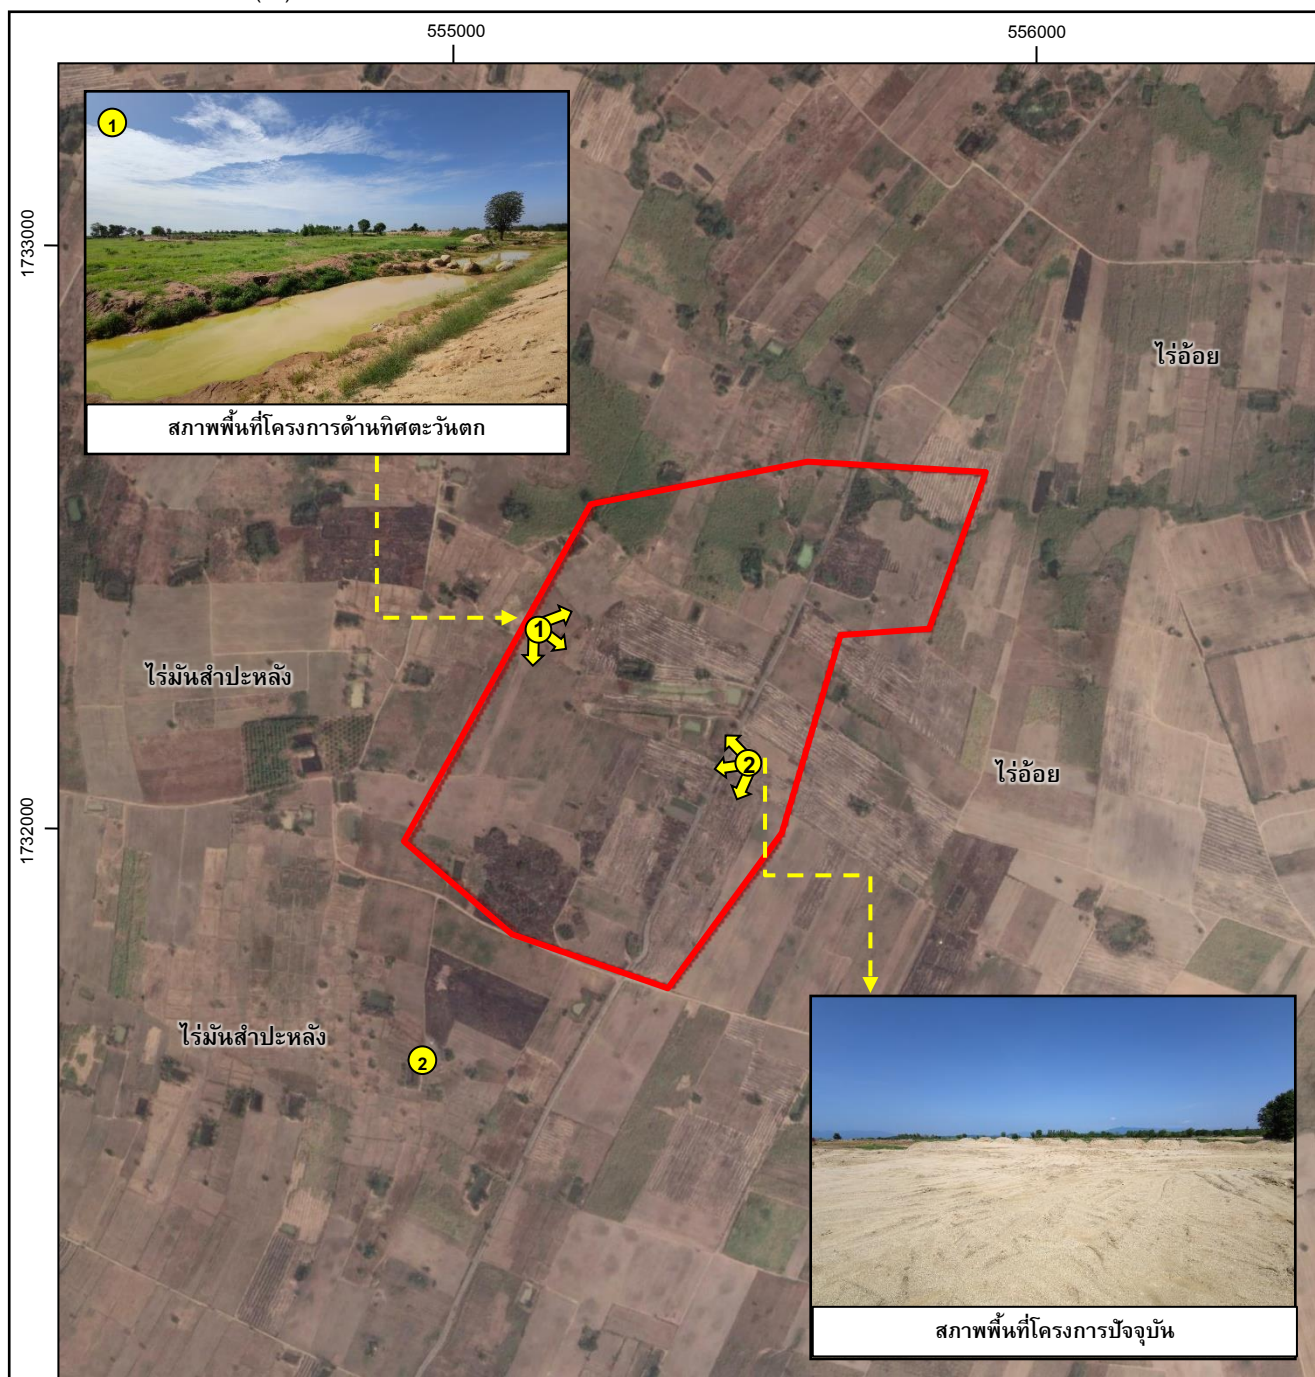 555000
556000
1
1733000
ไร่อ้อย
สภาพพื้นที่โครงการด้านทิศตะวันตก
1
ไร่มันสำปะหลัง
2
ไร่อ้อย
1732000
ไร่มันสำปะหลัง
2
สภาพพื้นที่โครงการปัจจุบัน